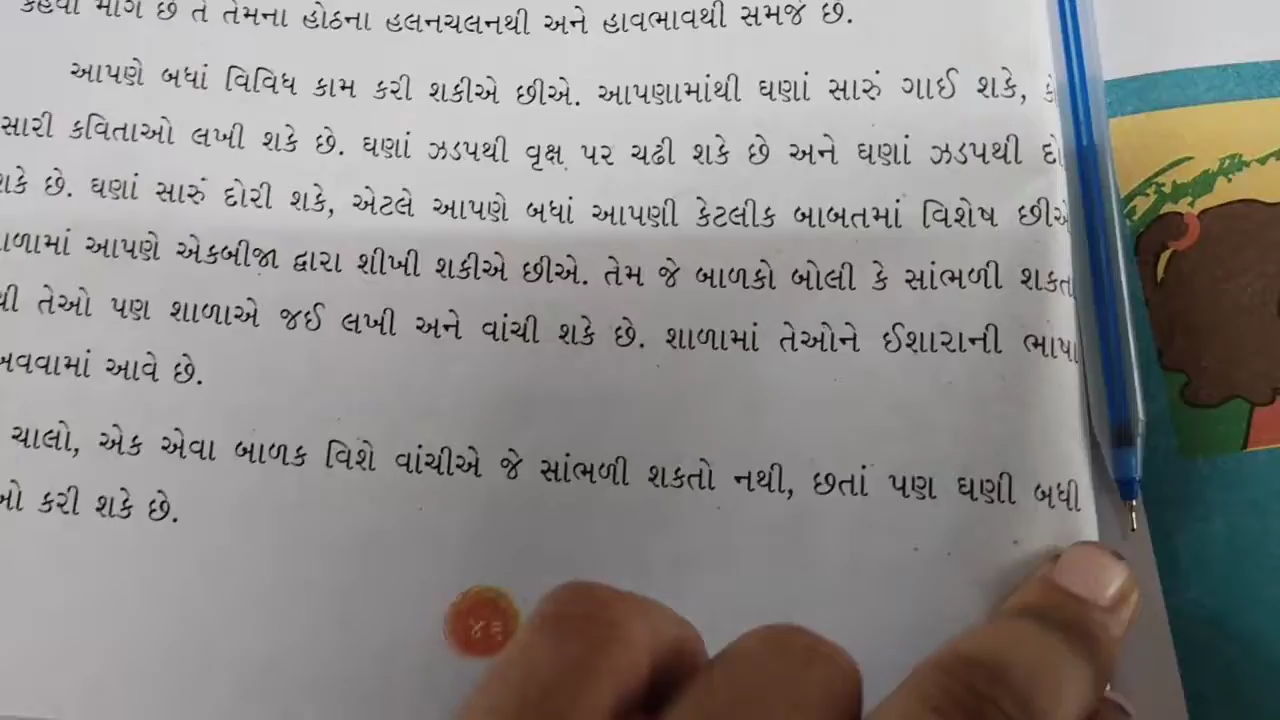 કહેવા માંગે છે તે તેમના હોઠના હલનચલનથી અને હાવભાવથી સમજે છે.
આપણે બધાં વિવિધ કામ કરી શકીએ છીએ. આપણામાંથી ઘણાં સારું ગાઈ શકે,
સારી કવિતાઓ લખી શકે છે. ઘણાં ઝડપથી વૃક્ષ પર ચઢી શકે છે અને ઘણાં ઝડપથી
શકે છે. ઘણાં સારું દોરી શકે, એટલે આપણે બધાં આપણી કેટલીક બાબતમાં વિશેષ છીએ
આપણે એકબીજા દ્વારા શીખી શકીએ છીએ. તેમ જે બાળકો બોલી કે સાંભળી શકતા
તેઓ પણ શાળાએ જઈ લખી અને વાંચી શકે છે. શાળામાં તેઓને ઈશારાની ભાષા
આવે છે.
ચાલો, એક એવા બાળક વિશે વાંચીએ જે સાંભળી શકતો નથી, છતાં પણ ઘણી બધી
કરી શકે છે.
૪૬